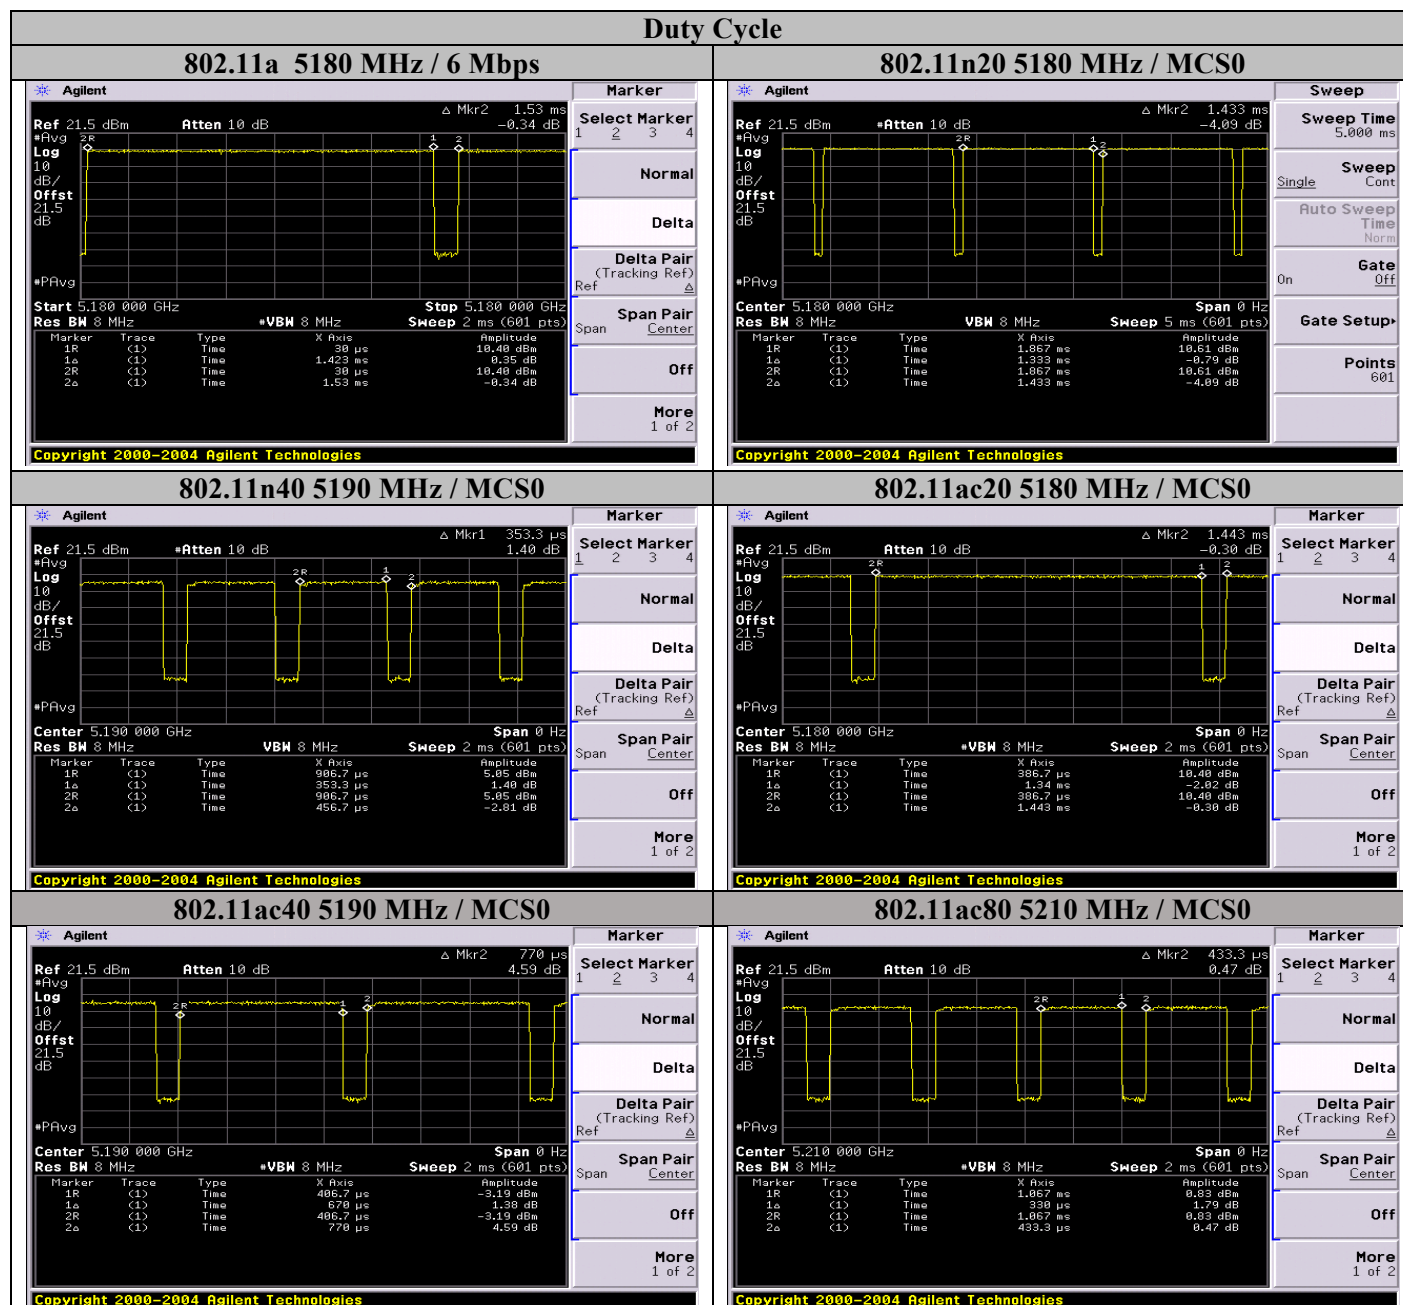 Duty Cycle
802.11a 5180 MHz / 6 Mbps
Agilent
Marker
Δ Mkr2 1.53 ms
Ref 21.5 dBm Atten 10 dB -0.34 dB
#Avg
Log
10
dB/
Offst
21.5
dB
#PAvg
2R 1 2
Start 5.180 000 GHz Stop 5.180 000 GHz
Res BW 8 MHz #VBW 8 MHz Sweep 2 ms (601 pts)
Marker Trace Type X Axis Amplitude
1R (1) Time 30 µs 10.40 dBm
1Δ (1) Time 1.423 ms 0.35 dB
2R (1) Time 30 µs 10.40 dBm
2Δ (1) Time 1.53 ms -0.34 dB
Select Marker
1 2 3 4
Normal
Delta
Delta Pair
(Tracking Ref)
Ref Δ
Span Pair
Span Center
Off
More
1 of 2
Copyright 2000-2004 Agilent Technologies
802.11n20 5180 MHz / MCS0
Agilent
Sweep
Δ Mkr2 1.433 ms
Ref 21.5 dBm #Atten 10 dB -4.09 dB
#Avg
Log
10
dB/
Offst
21.5
dB
#PAvg
2R 1 2
Center 5.180 000 GHz Span 0 Hz
Res BW 8 MHz VBW 8 MHz Sweep 5 ms (601 pts)
Marker Trace Type X Axis Amplitude
1R (1) Time 1.867 ms 10.61 dBm
1Δ (1) Time 1.333 ms -0.79 dB
2R (1) Time 1.867 ms 10.61 dBm
2Δ (1) Time 1.433 ms -4.09 dB
Sweep Time
5.000 ms
Sweep
Single Cont
Auto Sweep
Time
Norm
Gate
On Off
Gate Setup▸
Points
601
Copyright 2000-2004 Agilent Technologies
802.11n40 5190 MHz / MCS0
Agilent
Marker
Δ Mkr1 353.3 µs
Ref 21.5 dBm #Atten 10 dB 1.40 dB
#Avg
Log
10
dB/
Offst
21.5
dB
#PAvg
2R 1 2
Center 5.190 000 GHz Span 0 Hz
Res BW 8 MHz VBW 8 MHz Sweep 2 ms (601 pts)
Marker Trace Type X Axis Amplitude
1R (1) Time 906.7 µs 5.05 dBm
1Δ (1) Time 353.3 µs 1.40 dB
2R (1) Time 906.7 µs 5.05 dBm
2Δ (1) Time 456.7 µs -2.81 dB
Select Marker
1 2 3 4
Normal
Delta
Delta Pair
(Tracking Ref)
Ref Δ
Span Pair
Span Center
Off
More
1 of 2
Copyright 2000-2004 Agilent Technologies
802.11ac20 5180 MHz / MCS0
Agilent
Marker
Δ Mkr2 1.443 ms
Ref 21.5 dBm Atten 10 dB -0.30 dB
#Avg
Log
10
dB/
Offst
21.5
dB
#PAvg
2R 1 2
Center 5.180 000 GHz Span 0 Hz
Res BW 8 MHz #VBW 8 MHz Sweep 2 ms (601 pts)
Marker Trace Type X Axis Amplitude
1R (1) Time 386.7 µs 10.40 dBm
1Δ (1) Time 1.34 ms -2.02 dB
2R (1) Time 386.7 µs 10.40 dBm
2Δ (1) Time 1.443 ms -0.30 dB
Select Marker
1 2 3 4
Normal
Delta
Delta Pair
(Tracking Ref)
Ref Δ
Span Pair
Span Center
Off
More
1 of 2
Copyright 2000-2004 Agilent Technologies
802.11ac40 5190 MHz / MCS0
Agilent
Marker
Δ Mkr2 770 µs
Ref 21.5 dBm Atten 10 dB 4.59 dB
#Avg
Log
10
dB/
Offst
21.5
dB
#PAvg
2R 1 2
Center 5.190 000 GHz Span 0 Hz
Res BW 8 MHz #VBW 8 MHz Sweep 2 ms (601 pts)
Marker Trace Type X Axis Amplitude
1R (1) Time 406.7 µs -3.19 dBm
1Δ (1) Time 670 µs 1.38 dB
2R (1) Time 406.7 µs -3.19 dBm
2Δ (1) Time 770 µs 4.59 dB
Select Marker
1 2 3 4
Normal
Delta
Delta Pair
(Tracking Ref)
Ref Δ
Span Pair
Span Center
Off
More
1 of 2
Copyright 2000-2004 Agilent Technologies
802.11ac80 5210 MHz / MCS0
Agilent
Marker
Δ Mkr2 433.3 µs
Ref 21.5 dBm Atten 10 dB 0.47 dB
#Avg
Log
10
dB/
Offst
21.5
dB
#PAvg
2R 1 2
Center 5.210 000 GHz Span 0 Hz
Res BW 8 MHz #VBW 8 MHz Sweep 2 ms (601 pts)
Marker Trace Type X Axis Amplitude
1R (1) Time 1.067 ms 0.83 dBm
1Δ (1) Time 330 µs 1.79 dB
2R (1) Time 1.067 ms 0.83 dBm
2Δ (1) Time 433.3 µs 0.47 dB
Select Marker
1 2 3 4
Normal
Delta
Delta Pair
(Tracking Ref)
Ref Δ
Span Pair
Span Center
Off
More
1 of 2
Copyright 2000-2004 Agilent Technologies